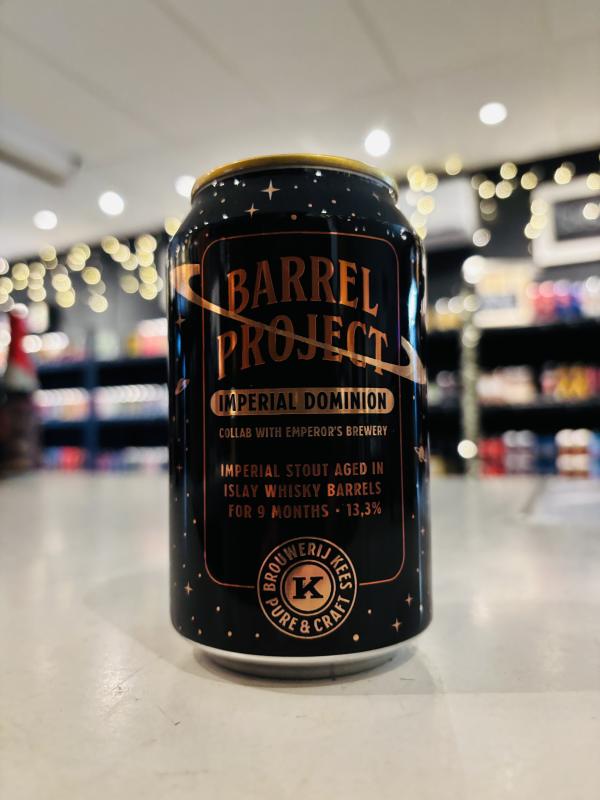 BARREL
PROJECT
IMPERIAL DOMINION
COLLAB WITH EMPEROR'S BREWERY
IMPERIAL STOUT AGED IN
ISLAY WHISKY BARRELS
FOR 9 MONTHS · 13,3%
BROUWERIJ KEES
K
PURE & CRAFT